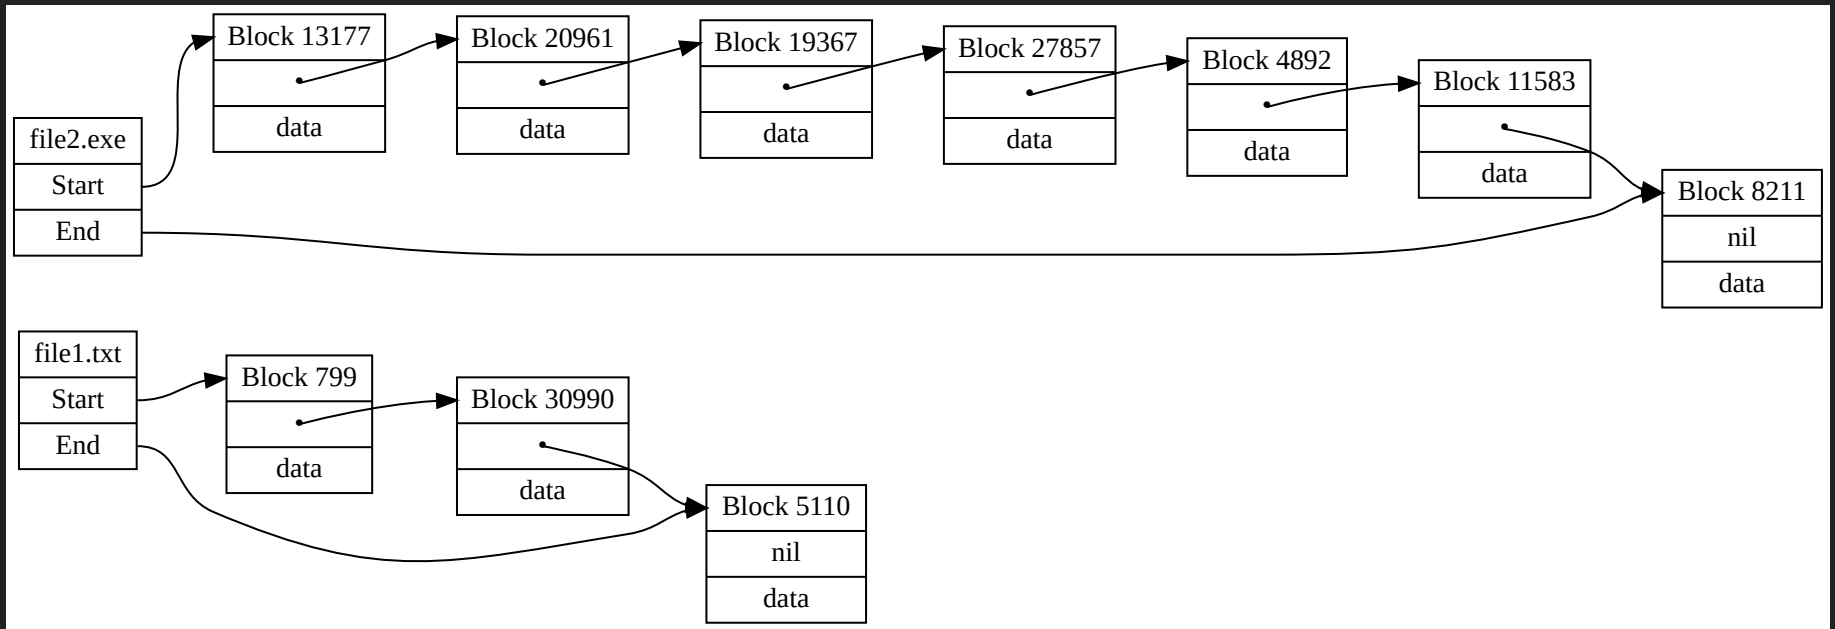 file2.exe
Start
End
Block 13177
data
Block 20961
data
Block 19367
data
Block 27857
data
Block 4892
data
Block 11583
data
Block 8211
nil
data
file1.txt
Start
End
Block 799
data
Block 30990
data
Block 5110
nil
data